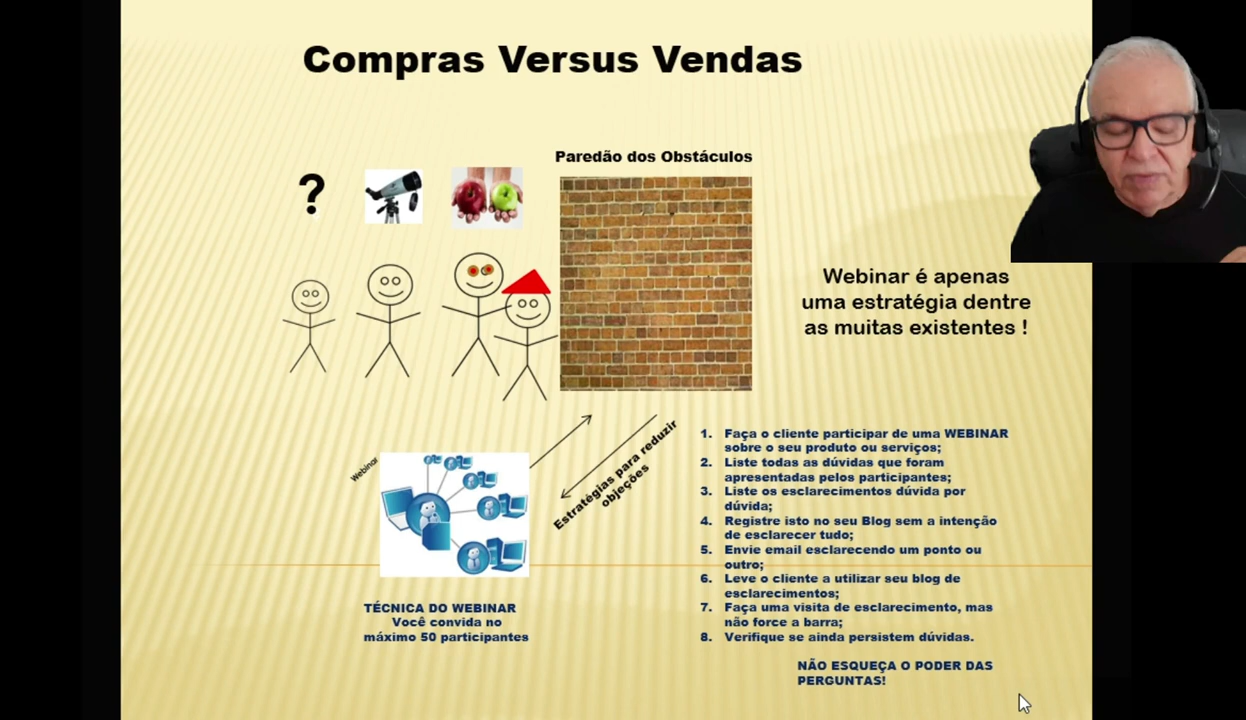 Compras Versus Vendas
Paredão dos Obstáculos
?
Webinar é apenas
uma estratégia dentre
as muitas existentes !
Webinar
Estratégias para reduzir
objeções
TÉCNICA DO WEBINAR
Você convida no
máximo 50 participantes
1. Faça o cliente participar de uma WEBINAR
sobre o seu produto ou serviços;
2. Liste todas as dúvidas que foram
apresentadas pelos participantes;
3. Liste os esclarecimentos dúvida por
dúvida;
4. Registre isto no seu Blog sem a intenção
de esclarecer tudo;
5. Envie email esclarecendo um ponto ou
outro;
6. Leve o cliente a utilizar seu blog de
esclarecimentos;
7. Faça uma visita de esclarecimento, mas
não force a barra;
8. Verifique se ainda persistem dúvidas.
NÃO ESQUEÇA O PODER DAS
PERGUNTAS!